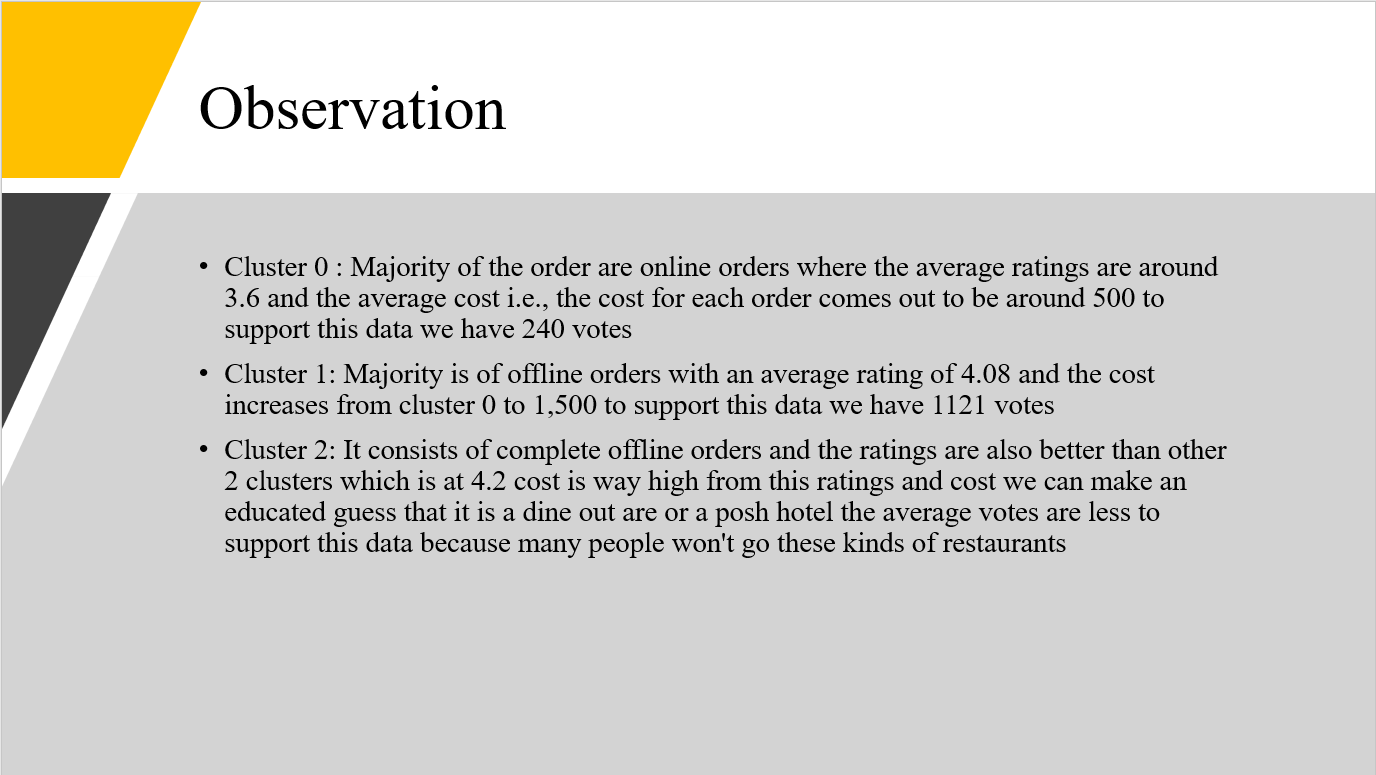 Observation
• Cluster 0 : Majority of the order are online orders where the average ratings are around
3.6 and the average cost i.e., the cost for each order comes out to be around 500 to
support this data we have 240 votes
• Cluster 1: Majority is of offline orders with an average rating of 4.08 and the cost
increases from cluster 0 to 1,500 to support this data we have 1121 votes
• Cluster 2: It consists of complete offline orders and the ratings are also better than other
2 clusters which is at 4.2 cost is way high from this ratings and cost we can make an
educated guess that it is a dine out are or a posh hotel the average votes are less to
support this data because many people won't go these kinds of restaurants